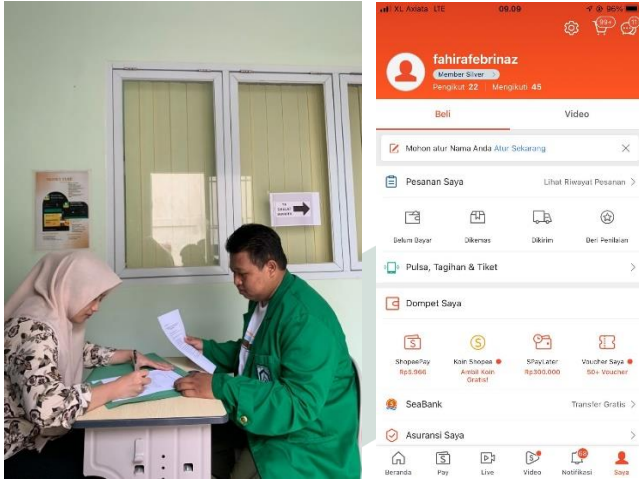 XL Axiata LTE
09.09
96%
99+
fahirafebrinaz
Member Silver >
Pengikut 22 | Mengikuti 45
Beli
Video
Mohon atur Nama Anda Atur Sekarang
Pesanan Saya
Lihat Riwayat Pesanan >
Belum Bayar
Dikemas
Dikirim
Beri Penilaian
Pulsa, Tagihan & Tiket
Dompet Saya
ShopeePay
Koin Shopee
SPayLater
Voucher Saya
Ambil Koin
Gratis!
Rp300.000
50+ Voucher
SeaBank
Transfer Gratis >
Asuransi Saya
Beranda
Pay
Live
Video
Notifikasi
Saya